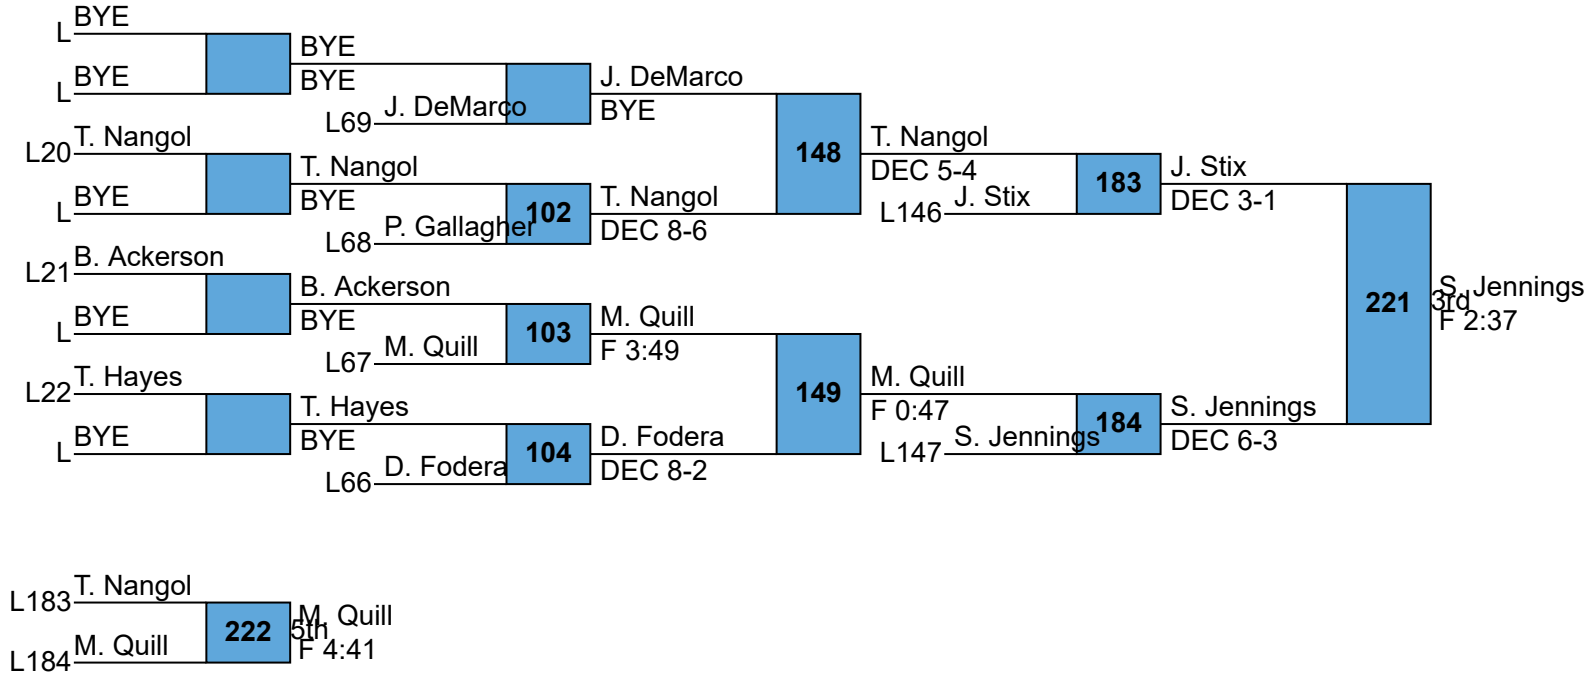 BYE
L
BYE
BYE
BYE
L
J. DeMarco
BYE
L69
J. DeMarco
T. Nangol
L20
T. Nangol
BYE
BYE
L
P. Gallagher
L68
102
T. Nangol
DEC 8-6
148
T. Nangol
DEC 5-4
J. Stix
L146
183
J. Stix
DEC 3-1
B. Ackerson
L21
B. Ackerson
BYE
BYE
L
M. Quill
L67
103
M. Quill
F 3:49
T. Hayes
L22
T. Hayes
BYE
BYE
L
D. Fodera
L66
104
D. Fodera
DEC 8-2
149
M. Quill
F 0:47
S. Jennings
L147
184
S. Jennings
DEC 6-3
221
3rd
S. Jennings
F 2:37
T. Nangol
L183
M. Quill
L184
222
5th
M. Quill
F 4:41